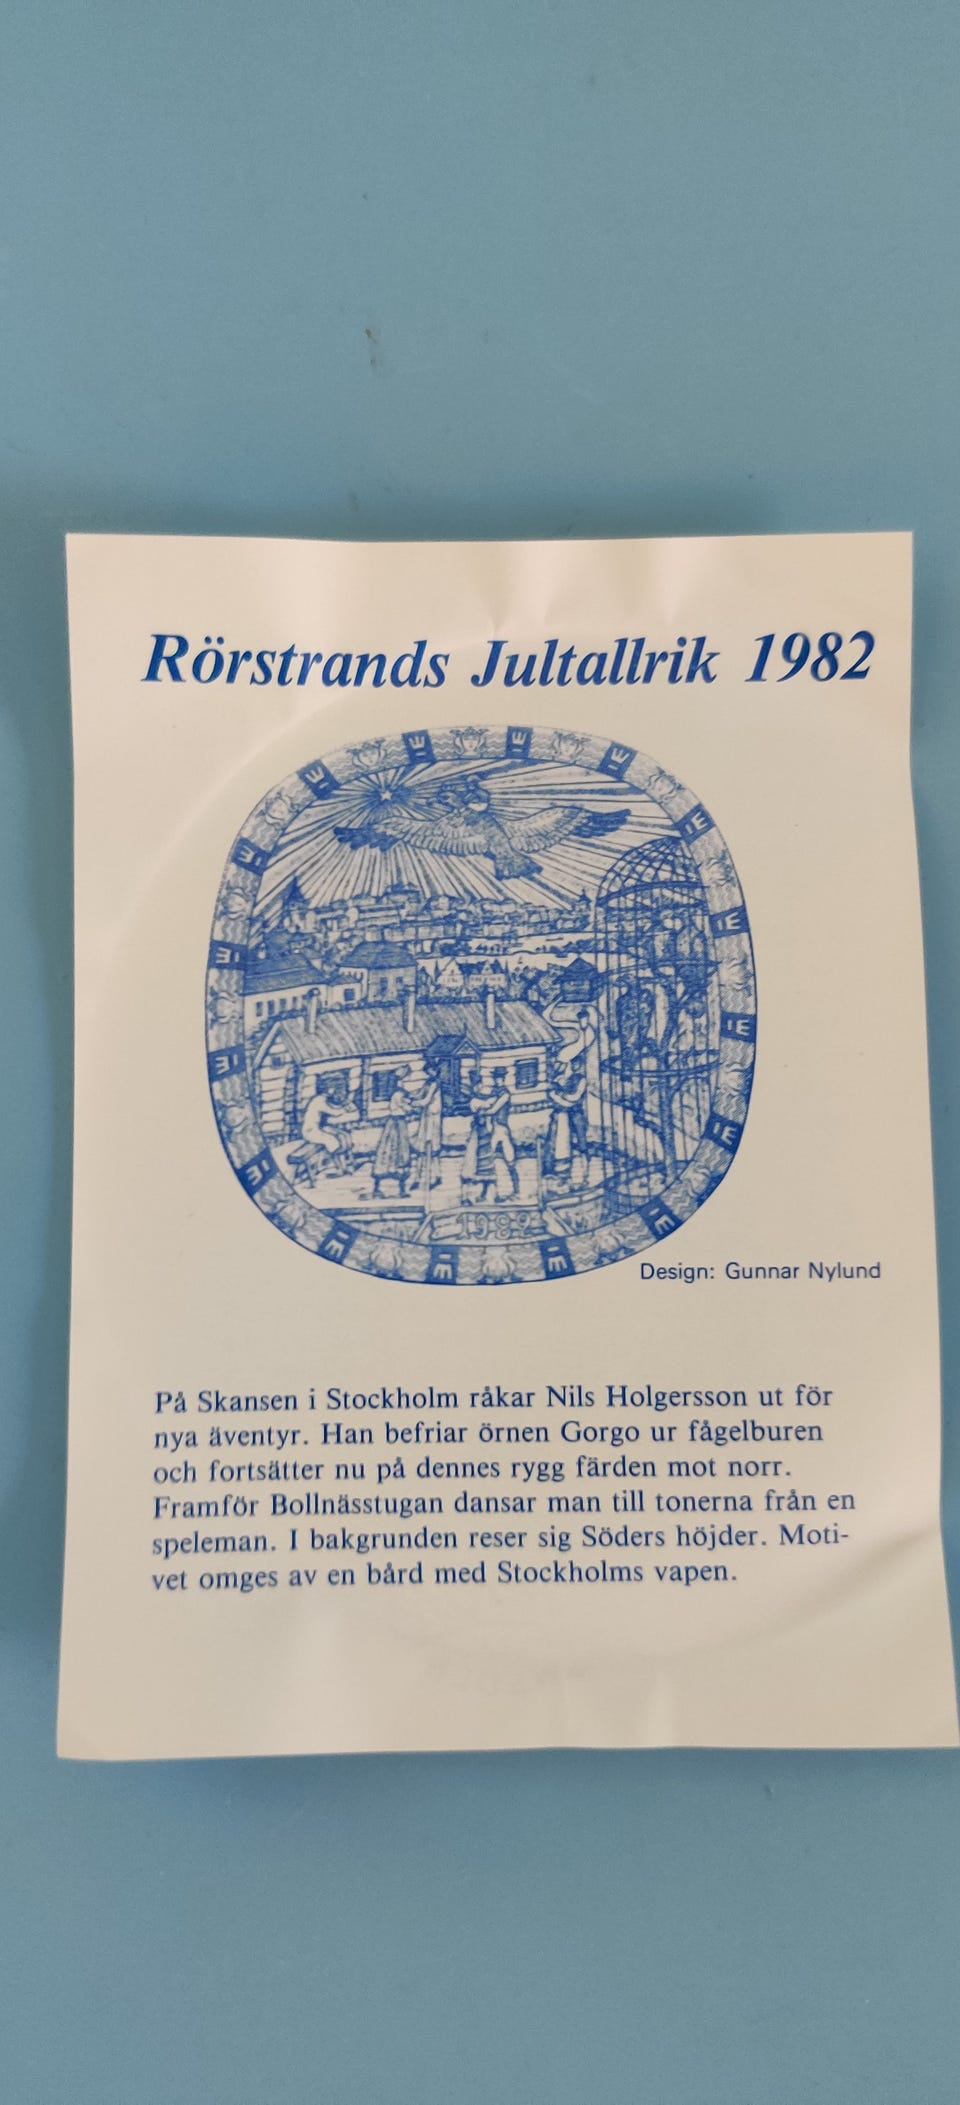 Rörstrands Jultallrik 1982
1982
Design: Gunnar Nylund
På Skansen i Stockholm råkar Nils Holgersson ut för
nya äventyr. Han befriar örnen Gorgo ur fågelburen
och fortsätter nu på dennes rygg färden mot norr.
Framför Bollnässtugan dansar man till tonerna från en
speleman. I bakgrunden reser sig Söders höjder. Moti-
vet omges av en bård med Stockholms vapen.